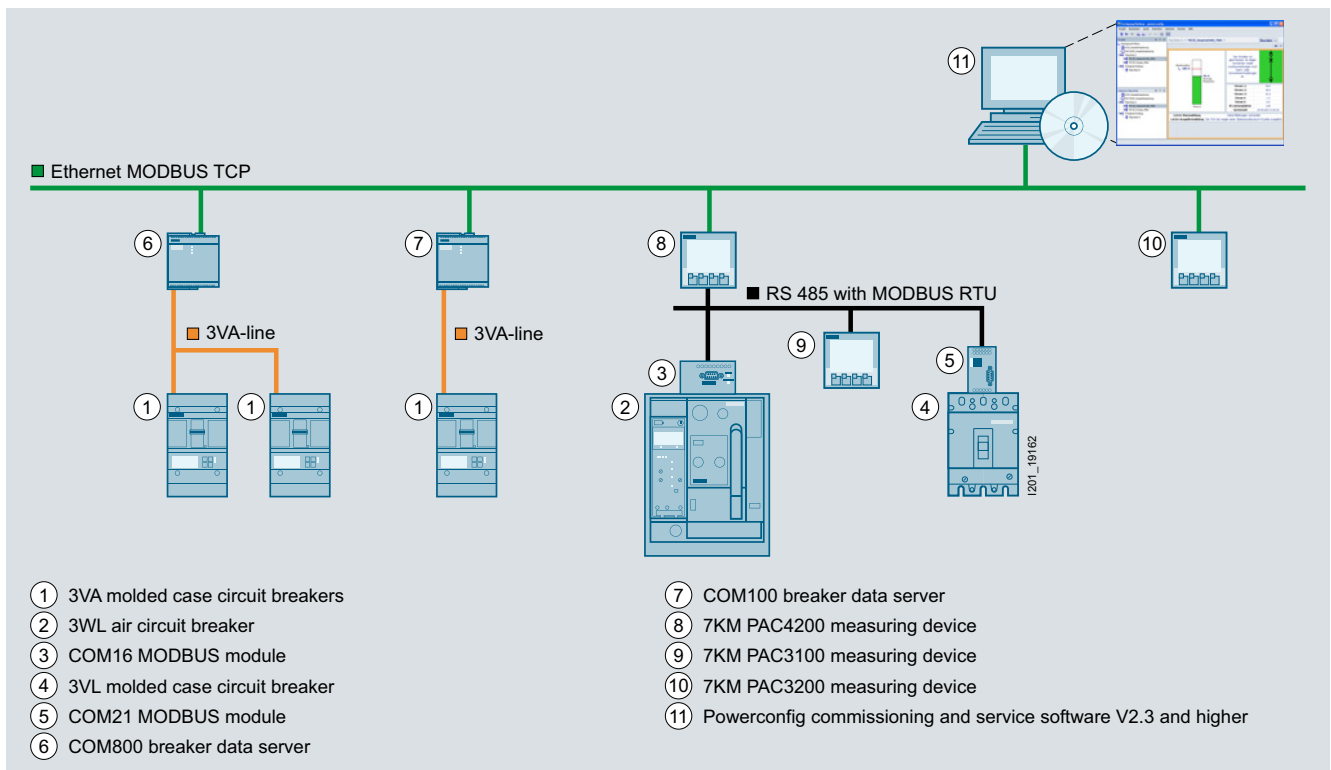 11
Ethernet MODBUS TCP
6
7
8
10
RS 485 with MODBUS RTU
3VA-line
3VA-line
9
3
5
1
1
1
2
4
I201_19162
1 3VA molded case circuit breakers
2 3WL air circuit breaker
3 COM16 MODBUS module
4 3VL molded case circuit breaker
5 COM21 MODBUS module
6 COM800 breaker data server
7 COM100 breaker data server
8 7KM PAC4200 measuring device
9 7KM PAC3100 measuring device
10 7KM PAC3200 measuring device
11 Powerconfig commissioning and service software V2.3 and higher